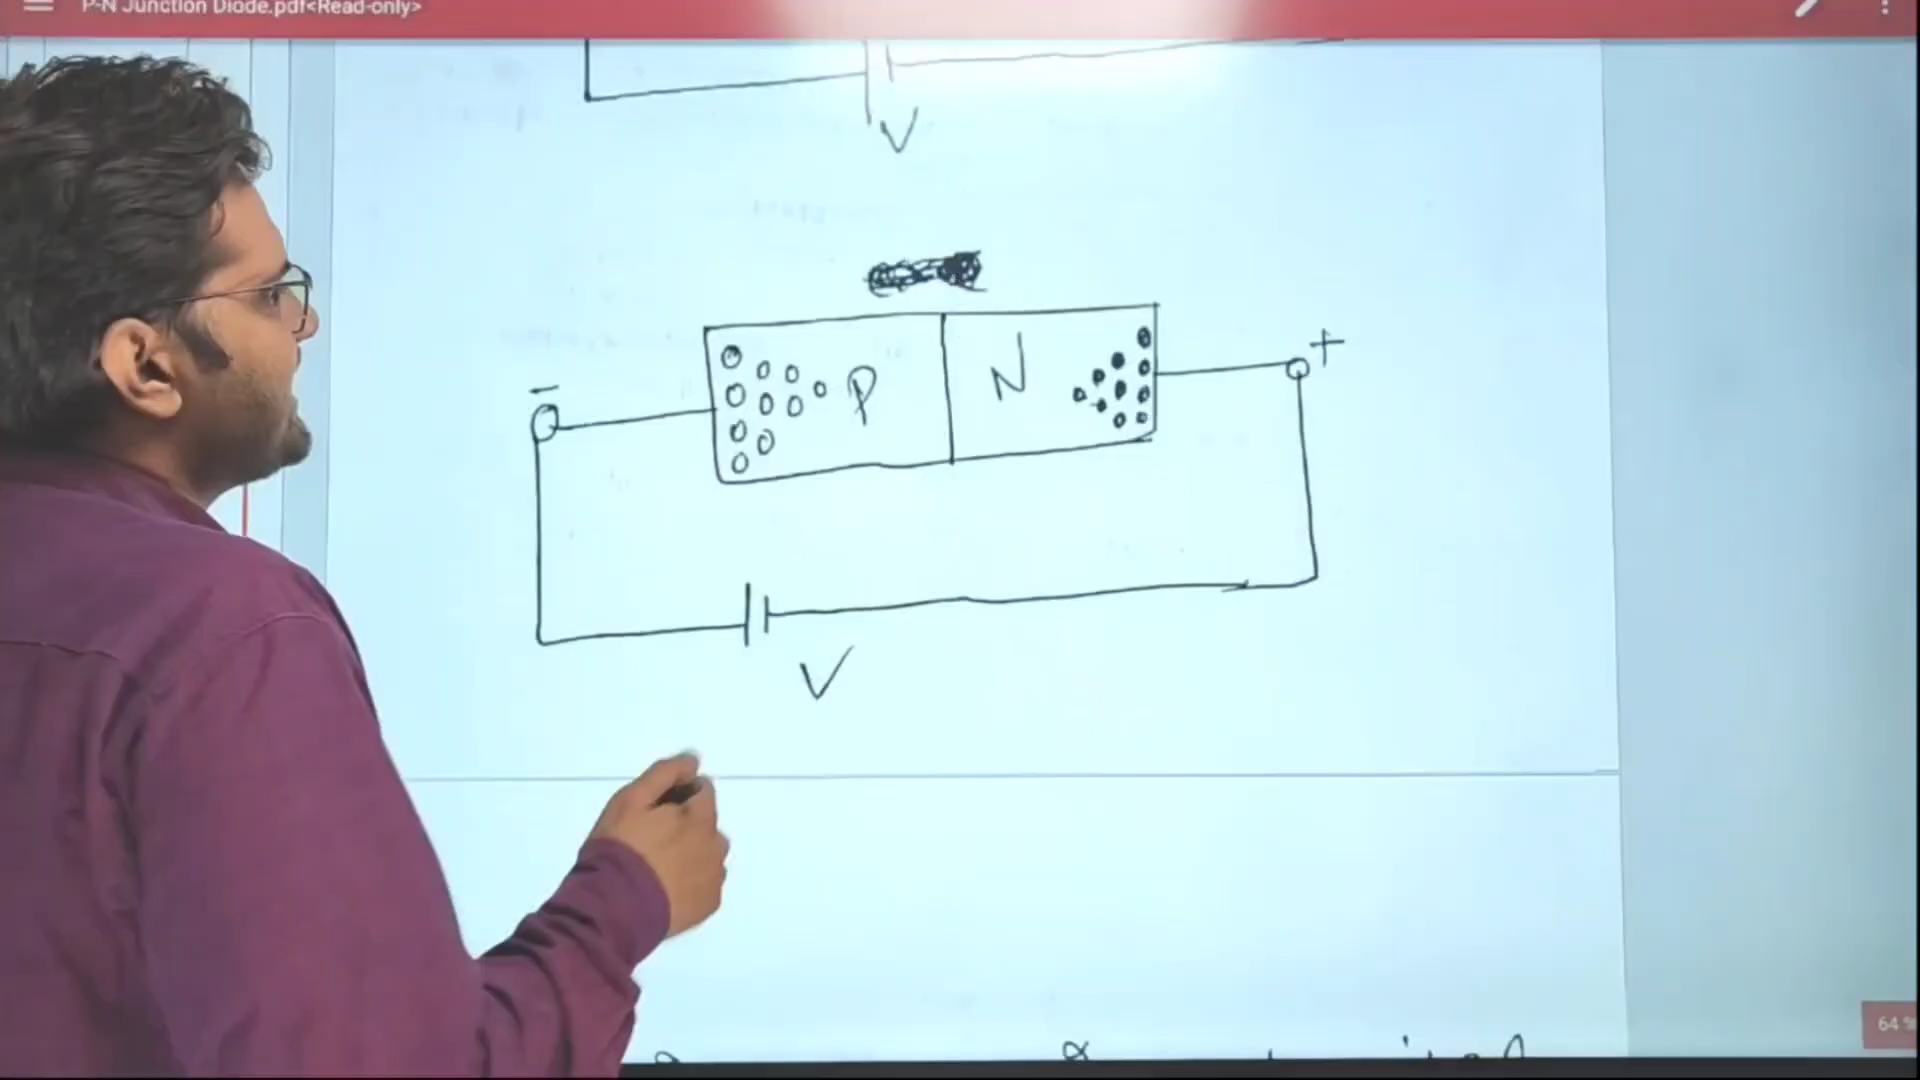 P-N Junction Diode.pdf<Read-only>
V
- P N +
V
64 %